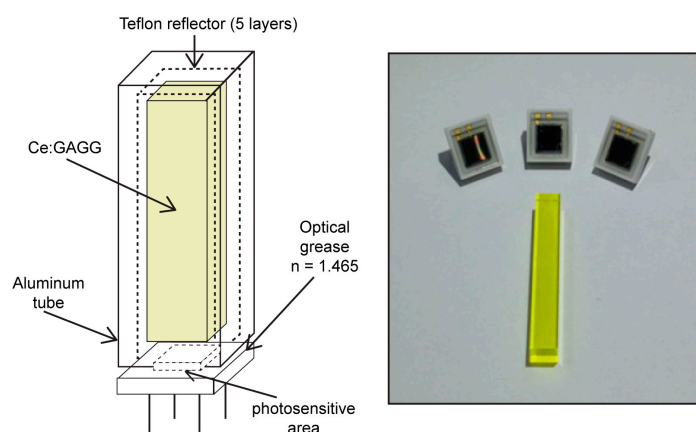 Teflon reflector (5 layers)
Ce:GAGG
Optical
grease
n = 1.465
Aluminum
tube
photosensitive
area